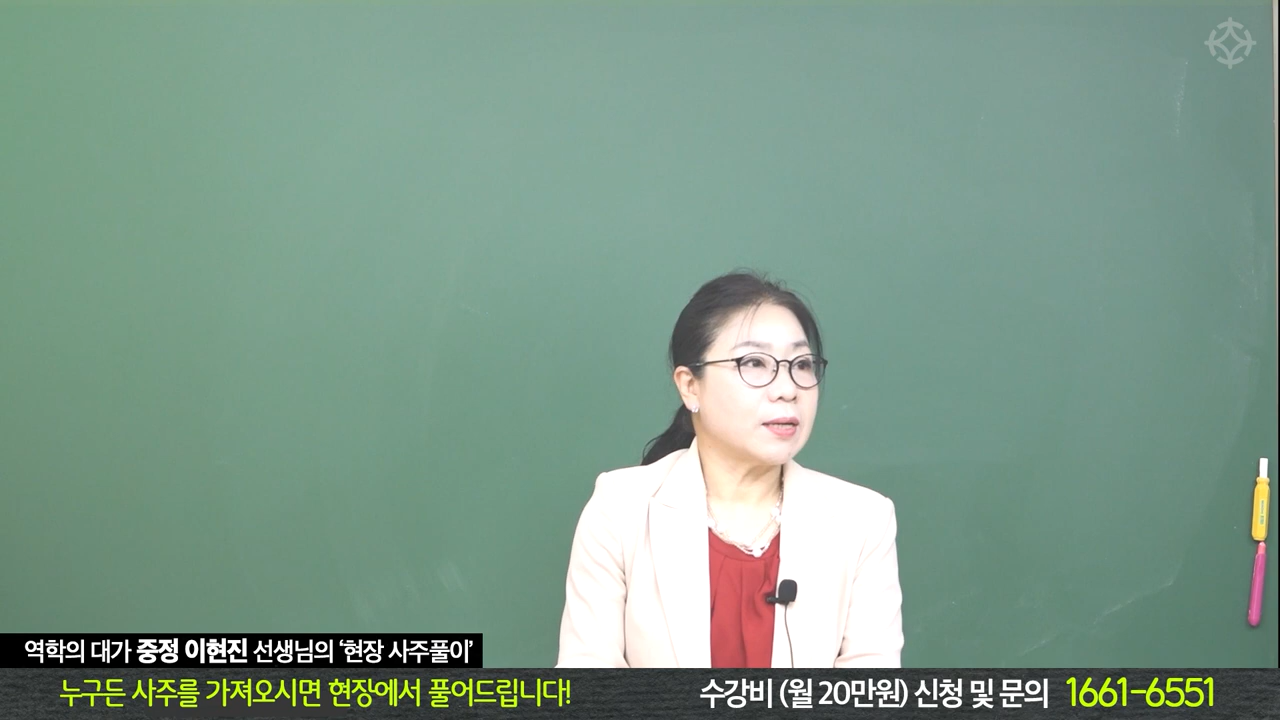 역학의 대가 중정 이현진 선생님의 ‘현장 사주풀이’
누구든 사주를 가져오시면 현장에서 풀어드립니다!
수강비 (월 20만원) 신청 및 문의 1661-6551